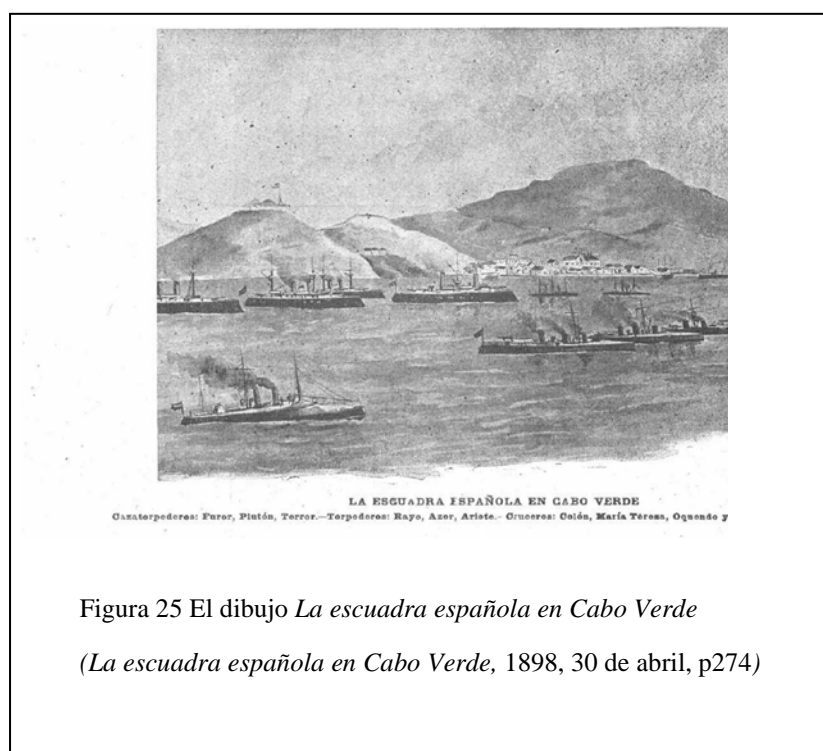 LA ESCUADRA ESPAÑOLA EN CABO VERDE
Cazatorpederos: Furor, Plutón, Terror.—Torpederos: Rayo, Azor, Ariete.- Cruceros: Colón, María Teresa, Oquendo y
Figura 25 El dibujo La escuadra española en Cabo Verde
(La escuadra española en Cabo Verde, 1898, 30 de abril, p274)